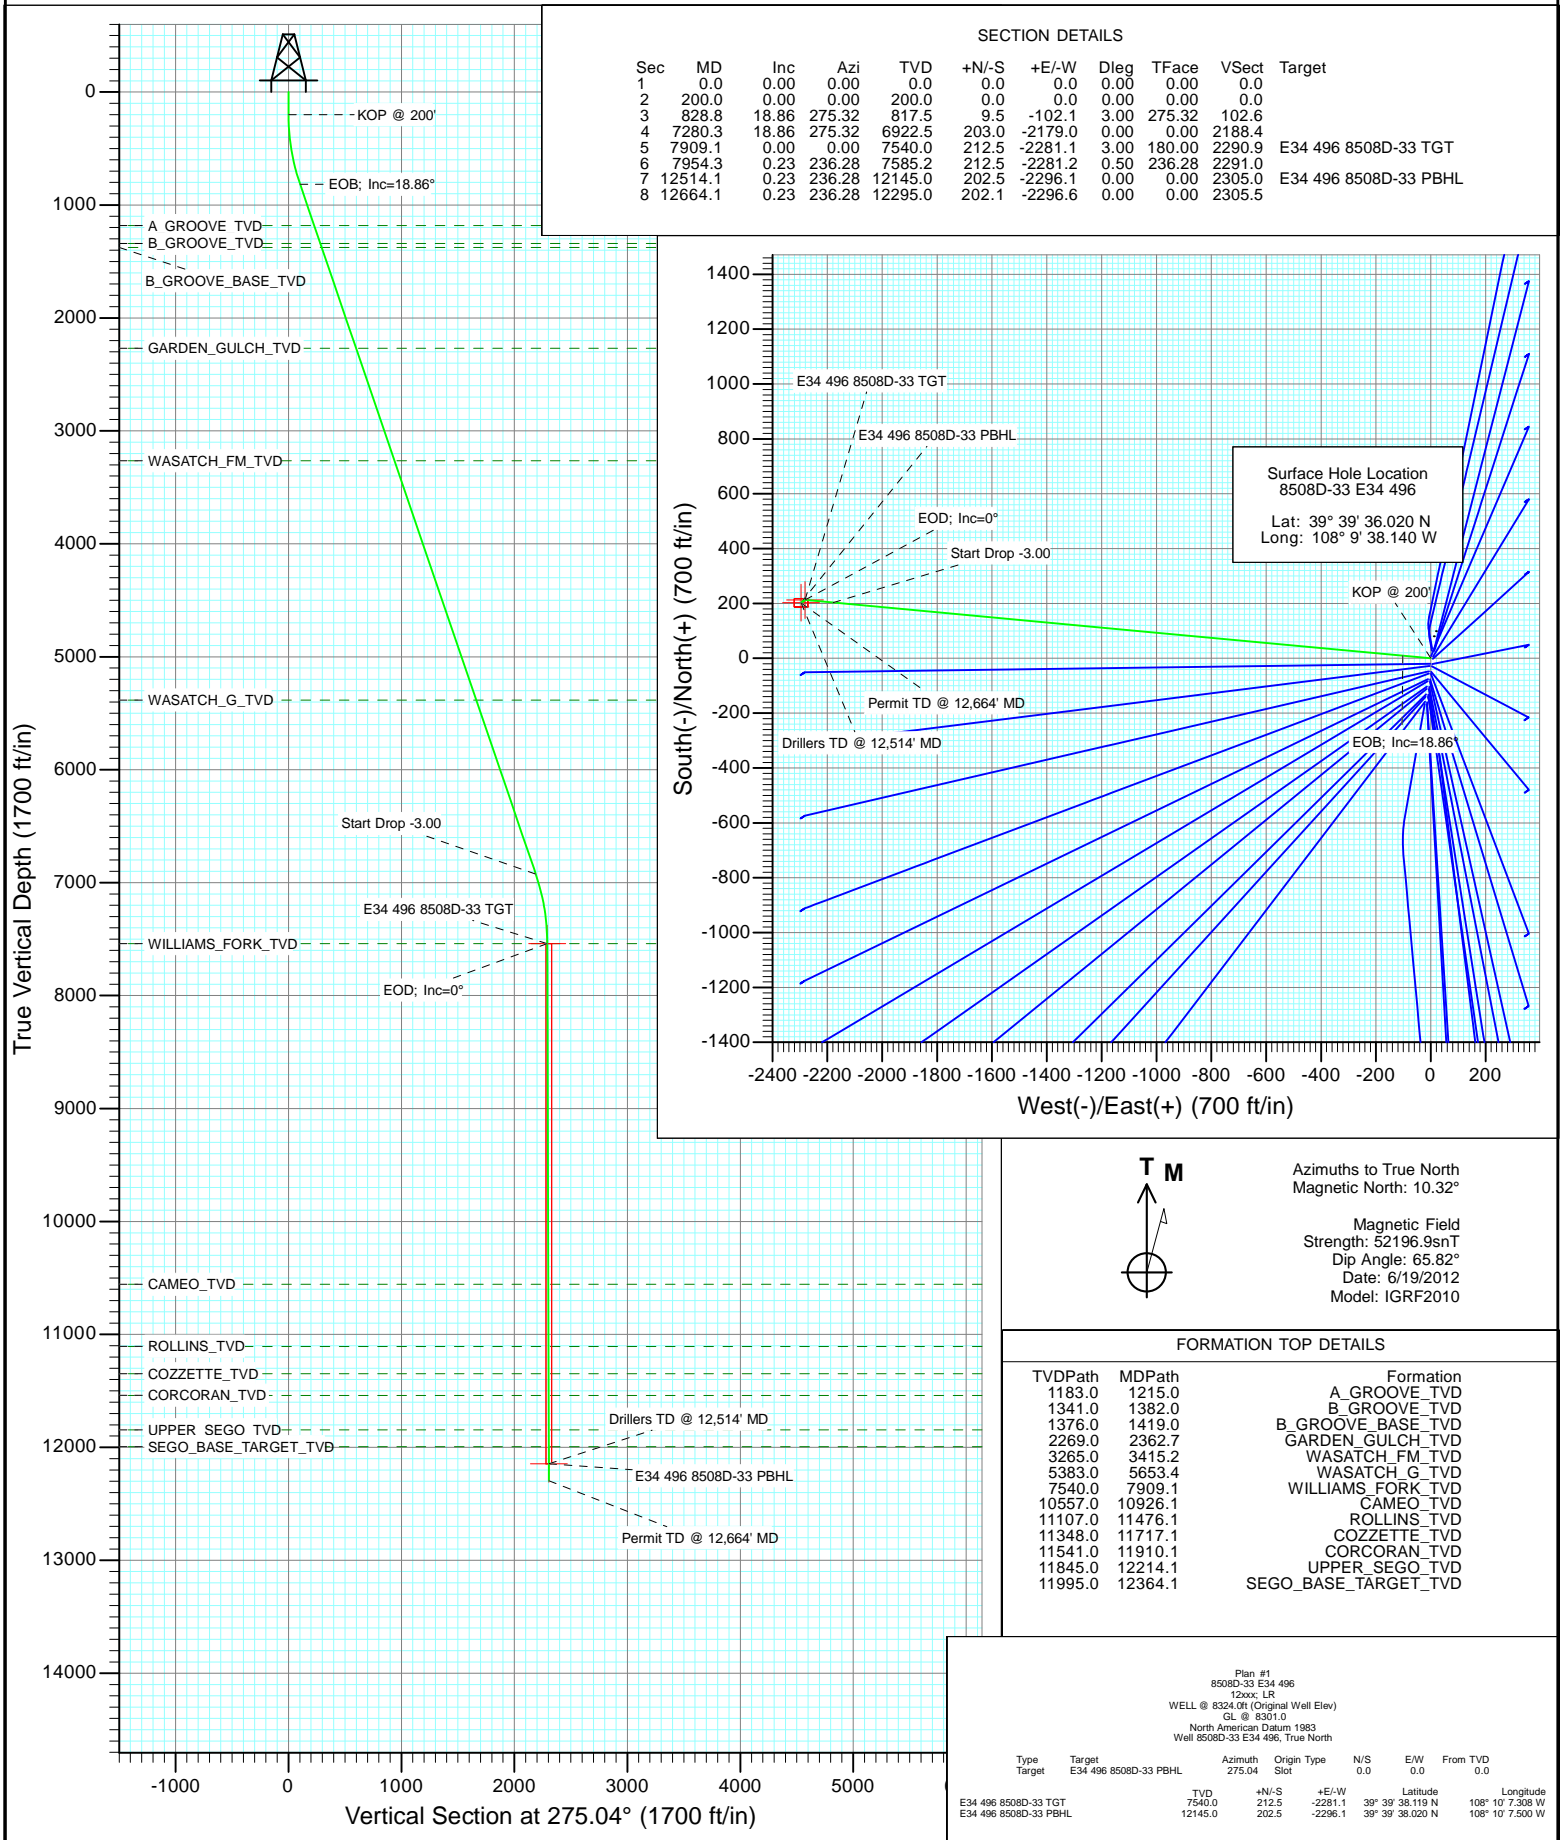 SECTION DETAILS
Sec MD Inc Azi TVD +N/-S +E/-W Dleg TFace VSect Target
1 0.0 0.00 0.00 0.0 0.0 0.0 0.00 0.00 0.0
2 200.0 0.00 0.00 200.0 0.0 0.0 0.00 0.00 0.0
3 828.8 18.86 275.32 817.5 9.5 -102.1 3.00 275.32 102.6
4 7280.3 18.86 275.32 6922.5 203.0 -2179.0 0.00 0.00 2188.4
5 7909.1 0.00 0.00 7540.0 212.5 -2281.1 3.00 180.00 2290.9 E34 496 8508D-33 TGT
6 7954.3 0.23 236.28 7585.2 212.5 -2281.2 0.50 236.28 2291.0
7 12514.1 0.23 236.28 12145.0 202.5 -2296.1 0.00 0.00 2305.0 E34 496 8508D-33 PBHL
8 12664.1 0.23 236.28 12295.0 202.1 -2296.6 0.00 0.00 2305.5
True Vertical Depth (1700 ft/in)
0
1000
2000
3000
4000
5000
6000
7000
8000
9000
10000
11000
12000
13000
14000
KOP @ 200'
EOB; Inc=18.86°
A GROOVE TVD
B_GROOVE_TVD
B_GROOVE_BASE_TVD
GARDEN_GULCH_TVD
WASATCH_FM_TVD
WASATCH_G_TVD
Start Drop -3.00
E34 496 8508D-33 TGT
WILLIAMS_FORK_TVD
EOD; Inc=0°
CAMEO_TVD
ROLLINS_TVD
COZZETTE_TVD
CORCORAN_TVD
Drillers TD @ 12,514' MD
UPPER SEGO TVD
SEGO_BASE_TARGET_TVD
E34 496 8508D-33 PBHL
Permit TD @ 12,664' MD
-1000 0 1000 2000 3000 4000 5000
Vertical Section at 275.04° (1700 ft/in)
South(-)/North(+) (700 ft/in)
1400
1200
1000
800
600
400
200
0
-200
-400
-600
-800
-1000
-1200
-1400
E34 496 8508D-33 TGT
E34 496 8508D-33 PBHL
EOD; Inc=0°
Start Drop -3.00
Surface Hole Location
8508D-33 E34 496
Lat: 39° 39' 36.020 N
Long: 108° 9' 38.140 W
KOP @ 200'
Permit TD @ 12,664' MD
Drillers TD @ 12,514' MD
EOB; Inc=18.86°
-2400 -2200 -2000 -1800 -1600 -1400 -1200 -1000 -800 -600 -400 -200 0 200
West(-)/East(+) (700 ft/in)
T M
Azimuths to True North
Magnetic North: 10.32°
Magnetic Field
Strength: 52196.9snT
Dip Angle: 65.82°
Date: 6/19/2012
Model: IGRF2010
FORMATION TOP DETAILS
TVDPath MDPath Formation
1183.0 1215.0 A_GROOVE_TVD
1341.0 1382.0 B_GROOVE_TVD
1376.0 1419.0 B_GROOVE_BASE_TVD
2269.0 2362.7 GARDEN_GULCH_TVD
3265.0 3415.2 WASATCH_FM_TVD
5383.0 5653.4 WASATCH_G_TVD
7540.0 7909.1 WILLIAMS_FORK_TVD
10557.0 10926.1 CAMEO_TVD
11107.0 11476.1 ROLLINS_TVD
11348.0 11717.1 COZZETTE_TVD
11541.0 11910.1 CORCORAN_TVD
11845.0 12214.1 UPPER_SEGO_TVD
11995.0 12364.1 SEGO_BASE_TARGET_TVD
Plan #1
8508D-33 E34 496
12xxx; LR
WELL @ 8324.0ft (Original Well Elev)
GL @ 8301.0
North American Datum 1983
Well 8508D-33 E34 496, True North
Type Target Azimuth Origin Type N/S E/W From TVD
Target E34 496 8508D-33 PBHL 275.04 Slot 0.0 0.0 0.0
TVD +N/-S +E/-W Latitude Longitude
E34 496 8508D-33 TGT 7540.0 212.5 -2281.1 39° 39' 38.119 N 108° 10' 7.308 W
E34 496 8508D-33 PBHL 12145.0 202.5 -2296.1 39° 39' 38.020 N 108° 10' 7.500 W